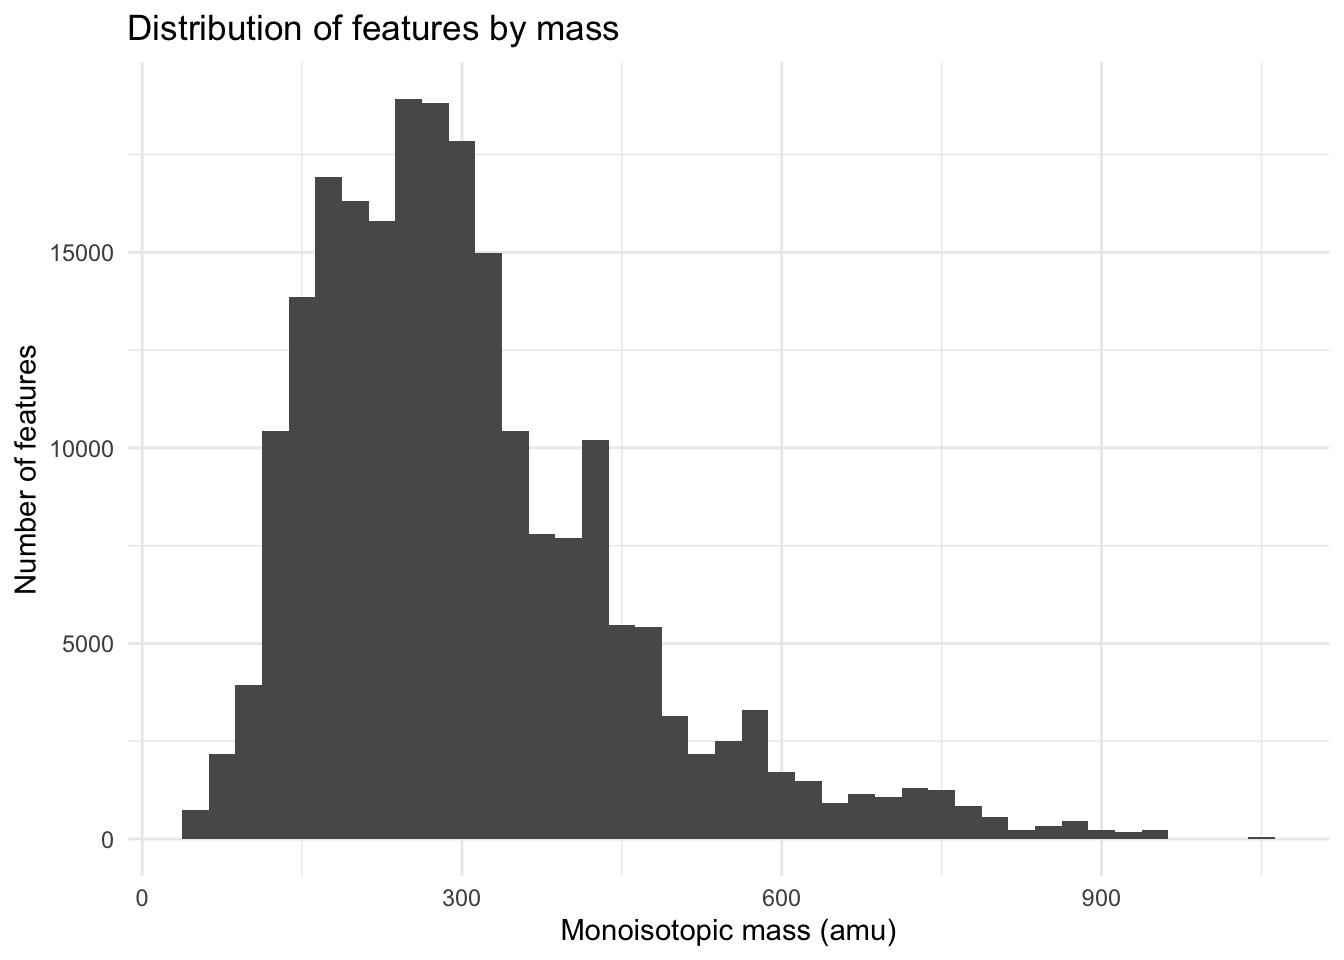 Distribution of features by mass
Number of features
15000
10000
5000
0
0 300 600 900
Monoisotopic mass (amu)